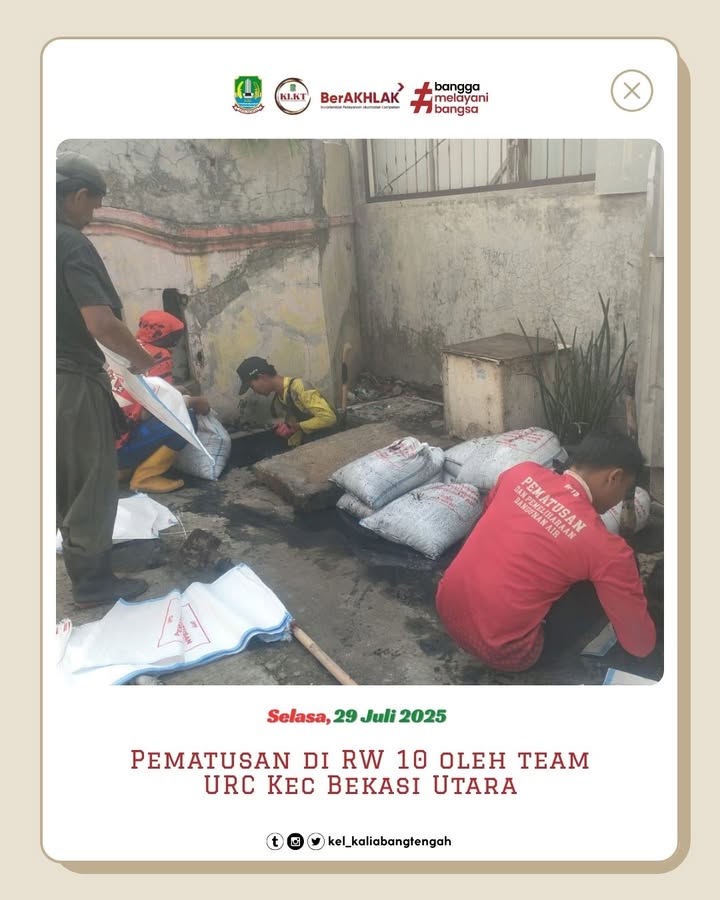 KLKT
BerAKHLAK
bangga
melayani
bangsa
PEMATUSAN
DAN PEMELIHARAAN
BANGUNAN AIR
Selasa, 29 Juli 2025
Pematusan di RW 10 oleh team
URC Kec Bekasi Utara
kel_kaliabangtengah